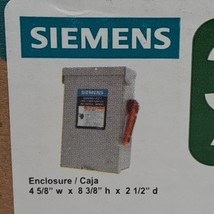 SIEMENS
Enclosure / Caja
4 5/8" w x 8 3/8" h x 2 1/2" d